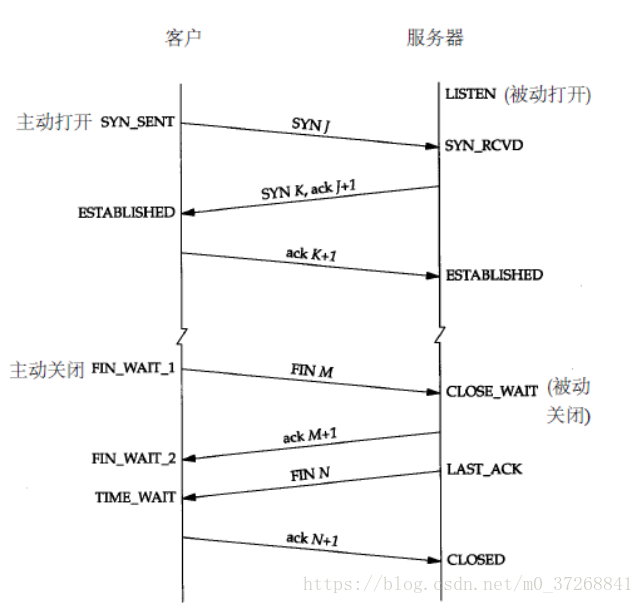 客户 服务器
LISTEN (被动打开)
主动打开 SYN_SENT
SYN J
SYN_RCVD
SYN K, ack J+1
ESTABLISHED
ack K+1
ESTABLISHED
主动关闭 FIN_WAIT_1
FIN M
CLOSE_WAIT (被动
关闭)
ack M+1
FIN_WAIT_2
FIN N
LAST_ACK
TIME_WAIT
ack N+1
CLOSED
https://blog.csdn.net/m0_37268841